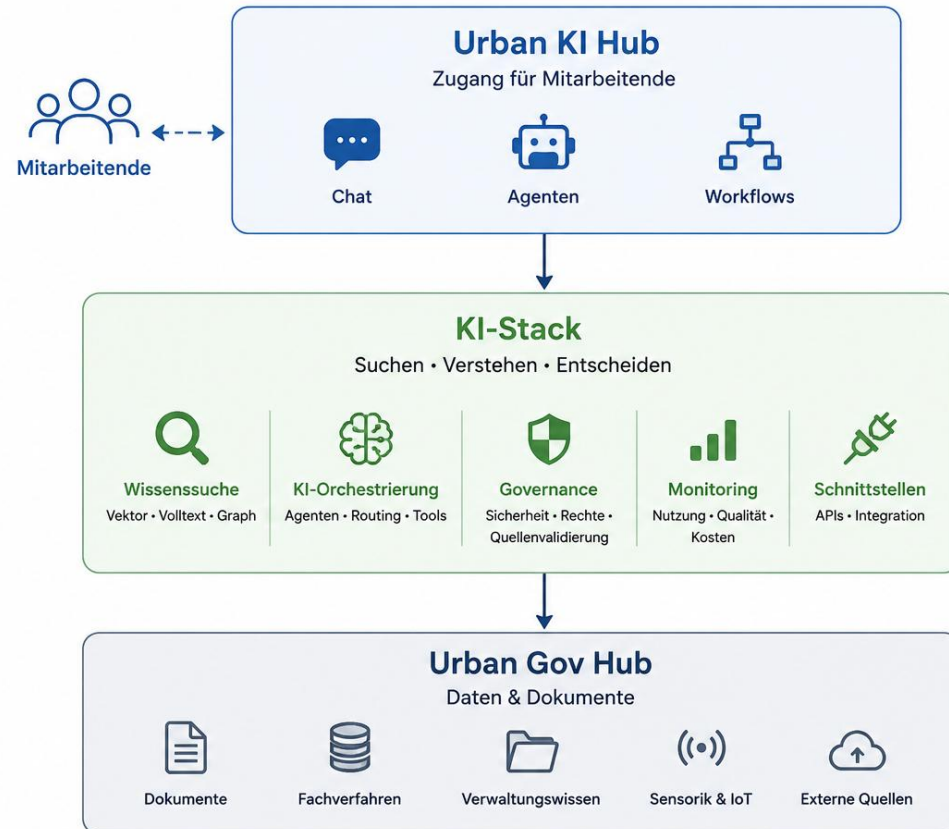 Urban KI Hub
Zugang für Mitarbeitende
Mitarbeitende
Chat
Agenten
Workflows
KI-Stack
Suchen • Verstehen • Entscheiden
Wissenssuche
Vektor • Volltext • Graph
KI-Orchestrierung
Agenten • Routing • Tools
Governance
Sicherheit • Rechte •
Quellenvalidierung
Monitoring
Nutzung • Qualität •
Kosten
Schnittstellen
APIs • Integration
Urban Gov Hub
Daten & Dokumente
Dokumente
Fachverfahren
Verwaltungswissen
Sensorik & IoT
Externe Quellen